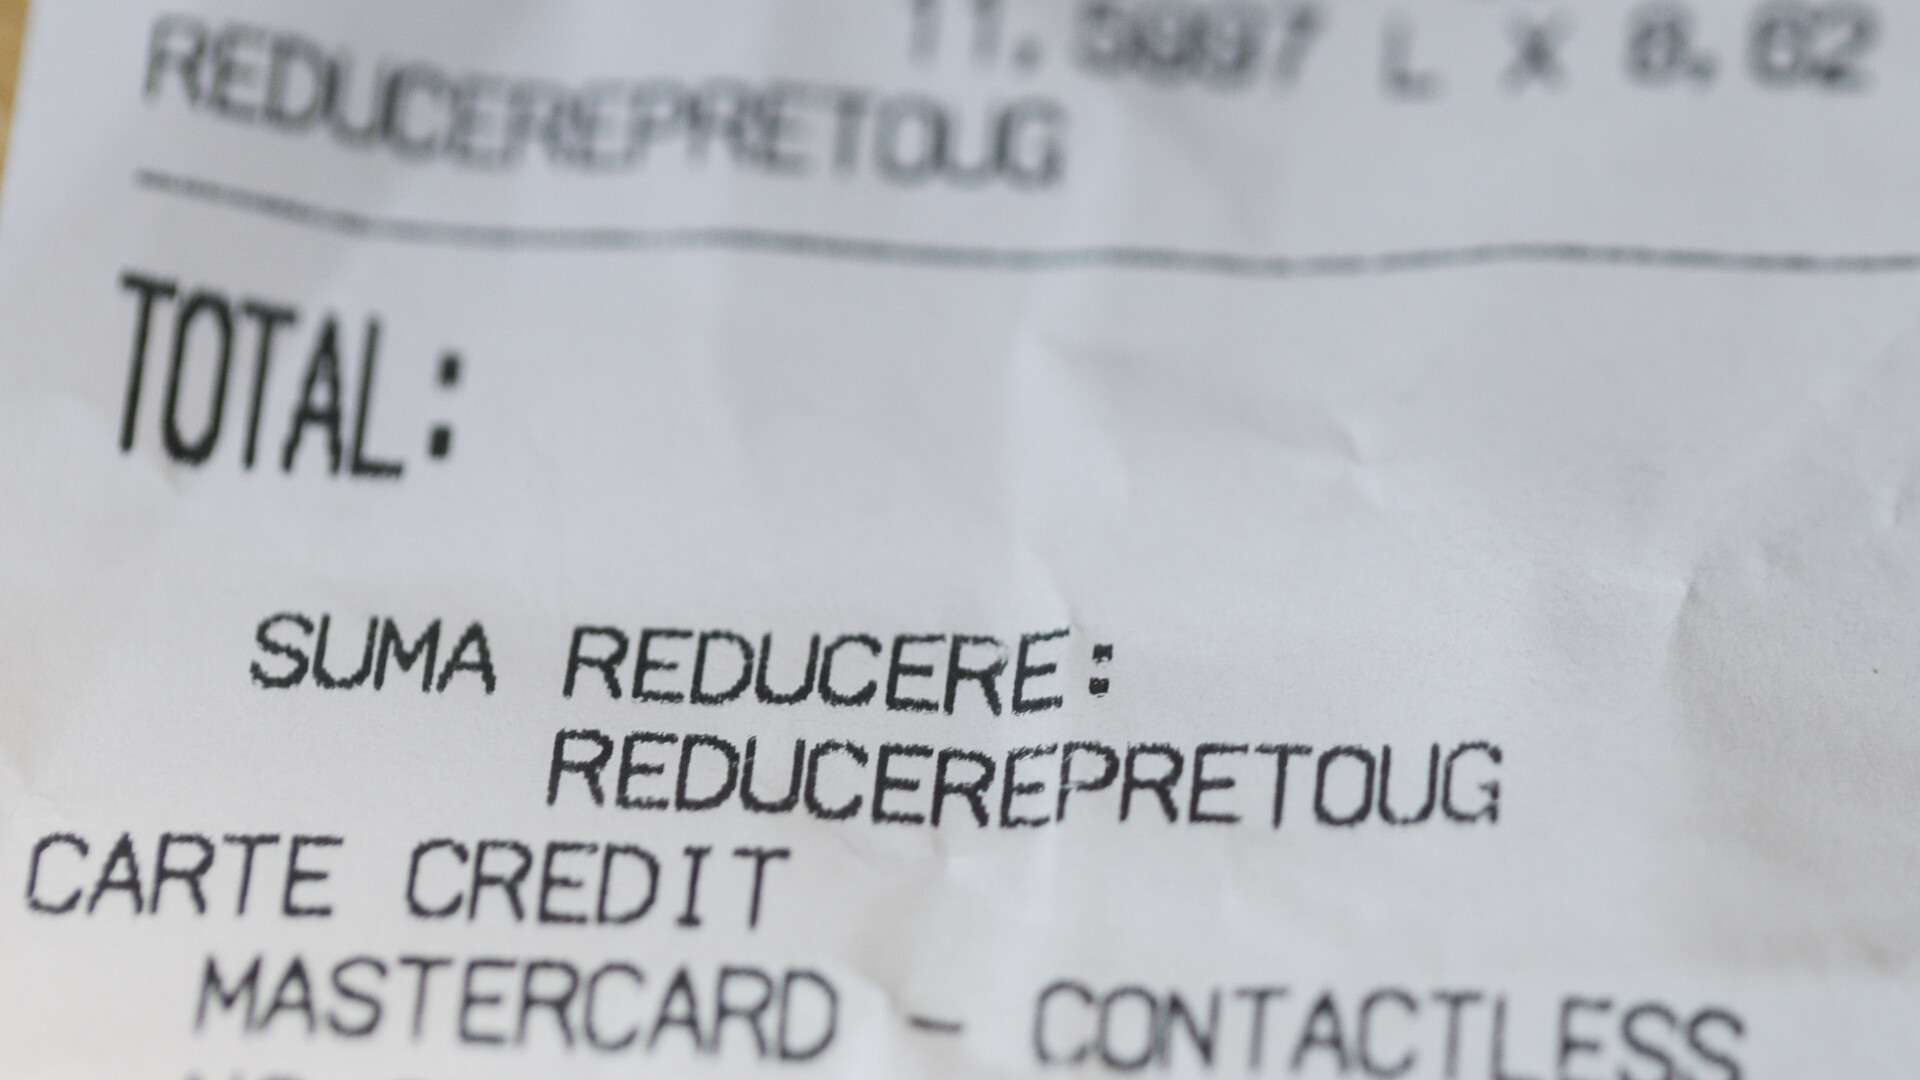 L X
REDUCEREPRETOUG
TOTAL:
SUMA REDUCERE:
REDUCEREPRETOUG
CARTE CREDIT
MASTERCARD - CONTACTLESS